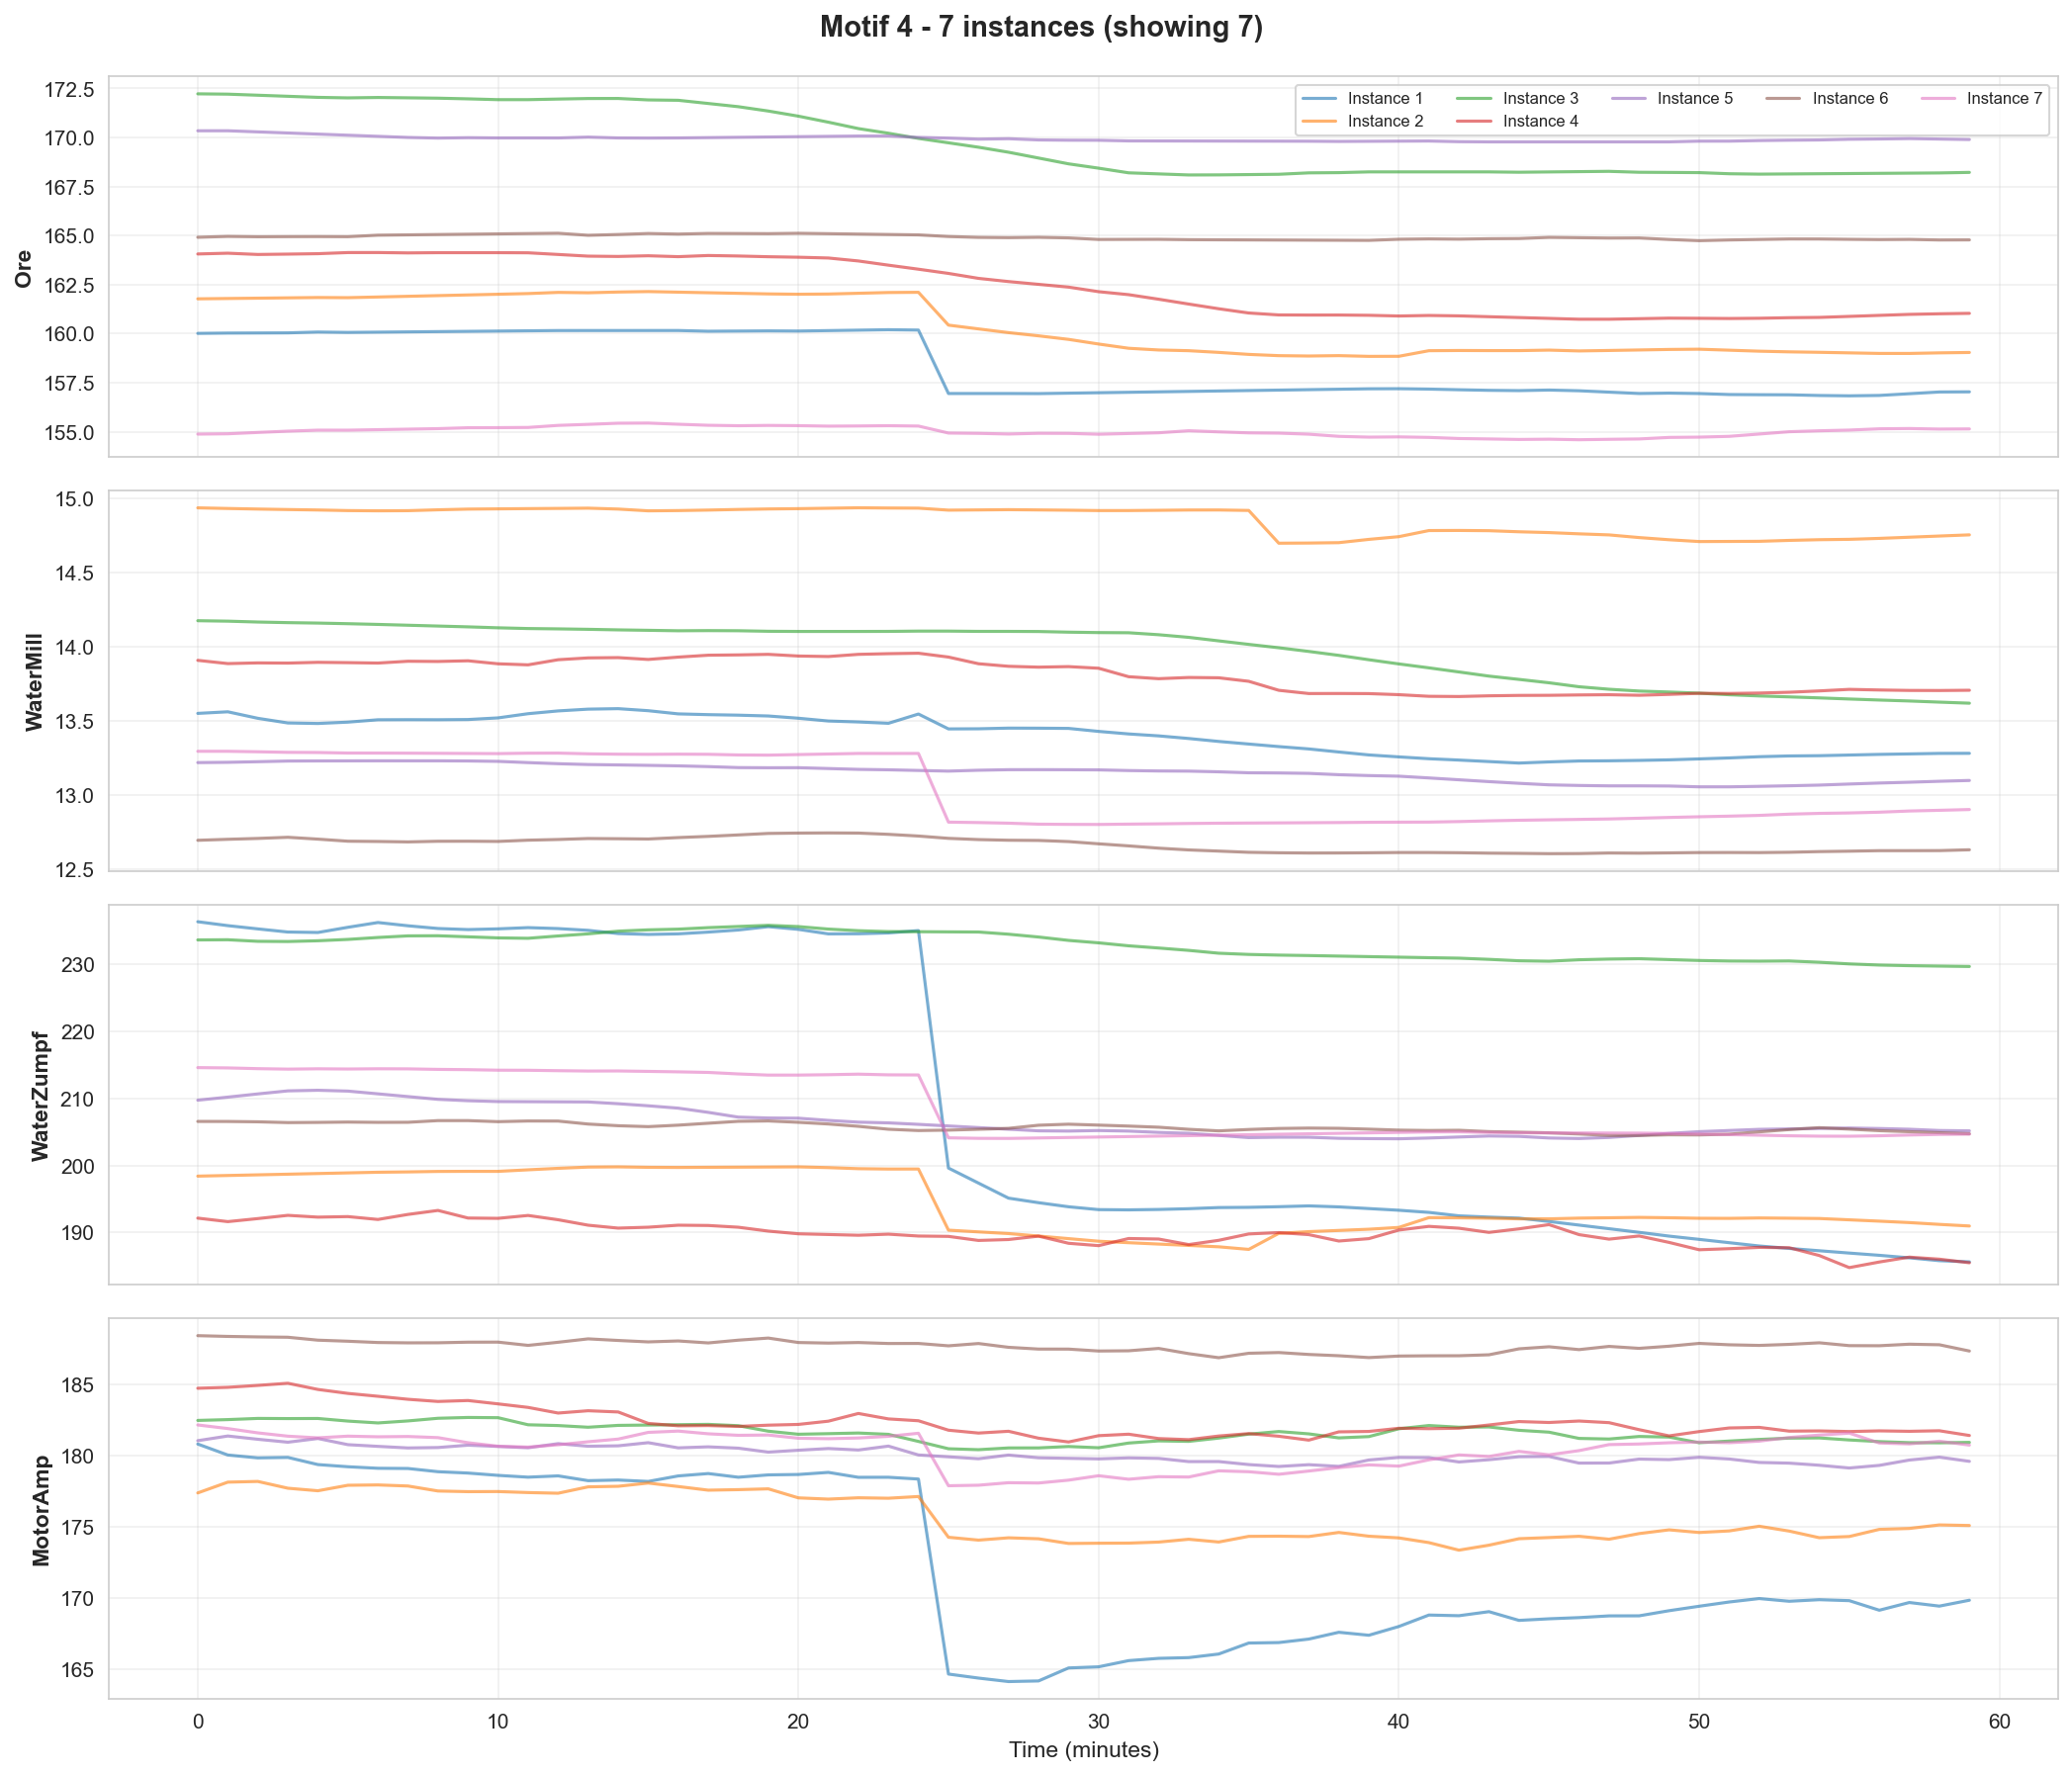 Motif 4 - 7 instances (showing 7)
Instance 1 Instance 3 Instance 5 Instance 6 Instance 7
Instance 2 Instance 4
Ore
172.5
170.0
167.5
165.0
162.5
160.0
157.5
155.0
WaterMill
15.0
14.5
14.0
13.5
13.0
12.5
WaterZumpf
230
220
210
200
190
MotorAmp
185
180
175
170
165
0 10 20 30 40 50 60
Time (minutes)